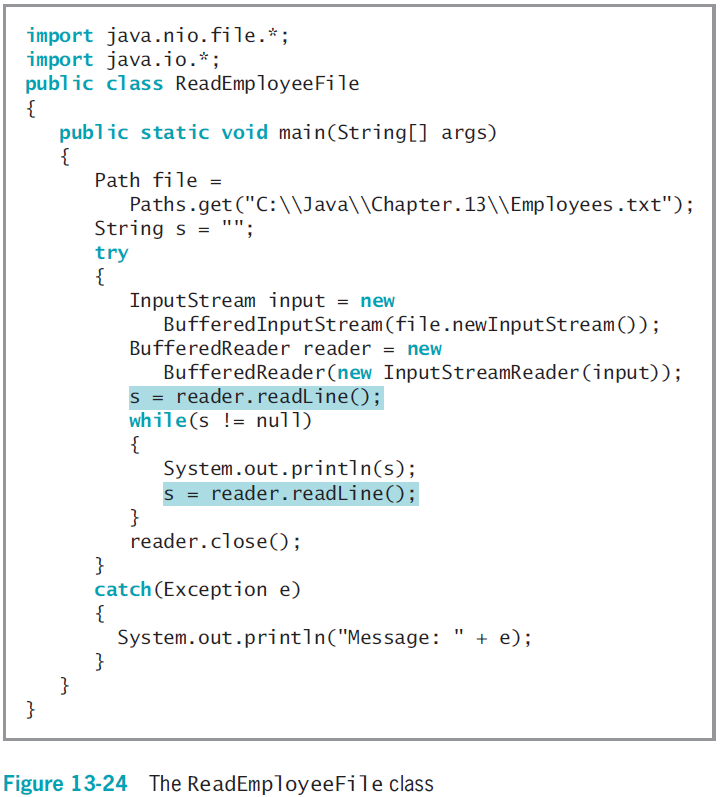 import java.nio.file.*;
import java.io.*;
public class ReadEmployeeFile
{
   public static void main(String[] args)
   {
      Path file =
         Paths.get("C:\\Java\\Chapter.13\\Employees.txt");
      String s = "";
      try
      {
         InputStream input = new
            BufferedInputStream(file.newInputStream());
         BufferedReader reader = new
            BufferedReader(new InputStreamReader(input));
         s = reader.readLine();
         while(s != null)
         {
            System.out.println(s);
            s = reader.readLine();
         }
         reader.close();
      }
      catch(Exception e)
      {
        System.out.println("Message: " + e);
      }
   }
}
Figure 13-24 The ReadEmployeeFile class